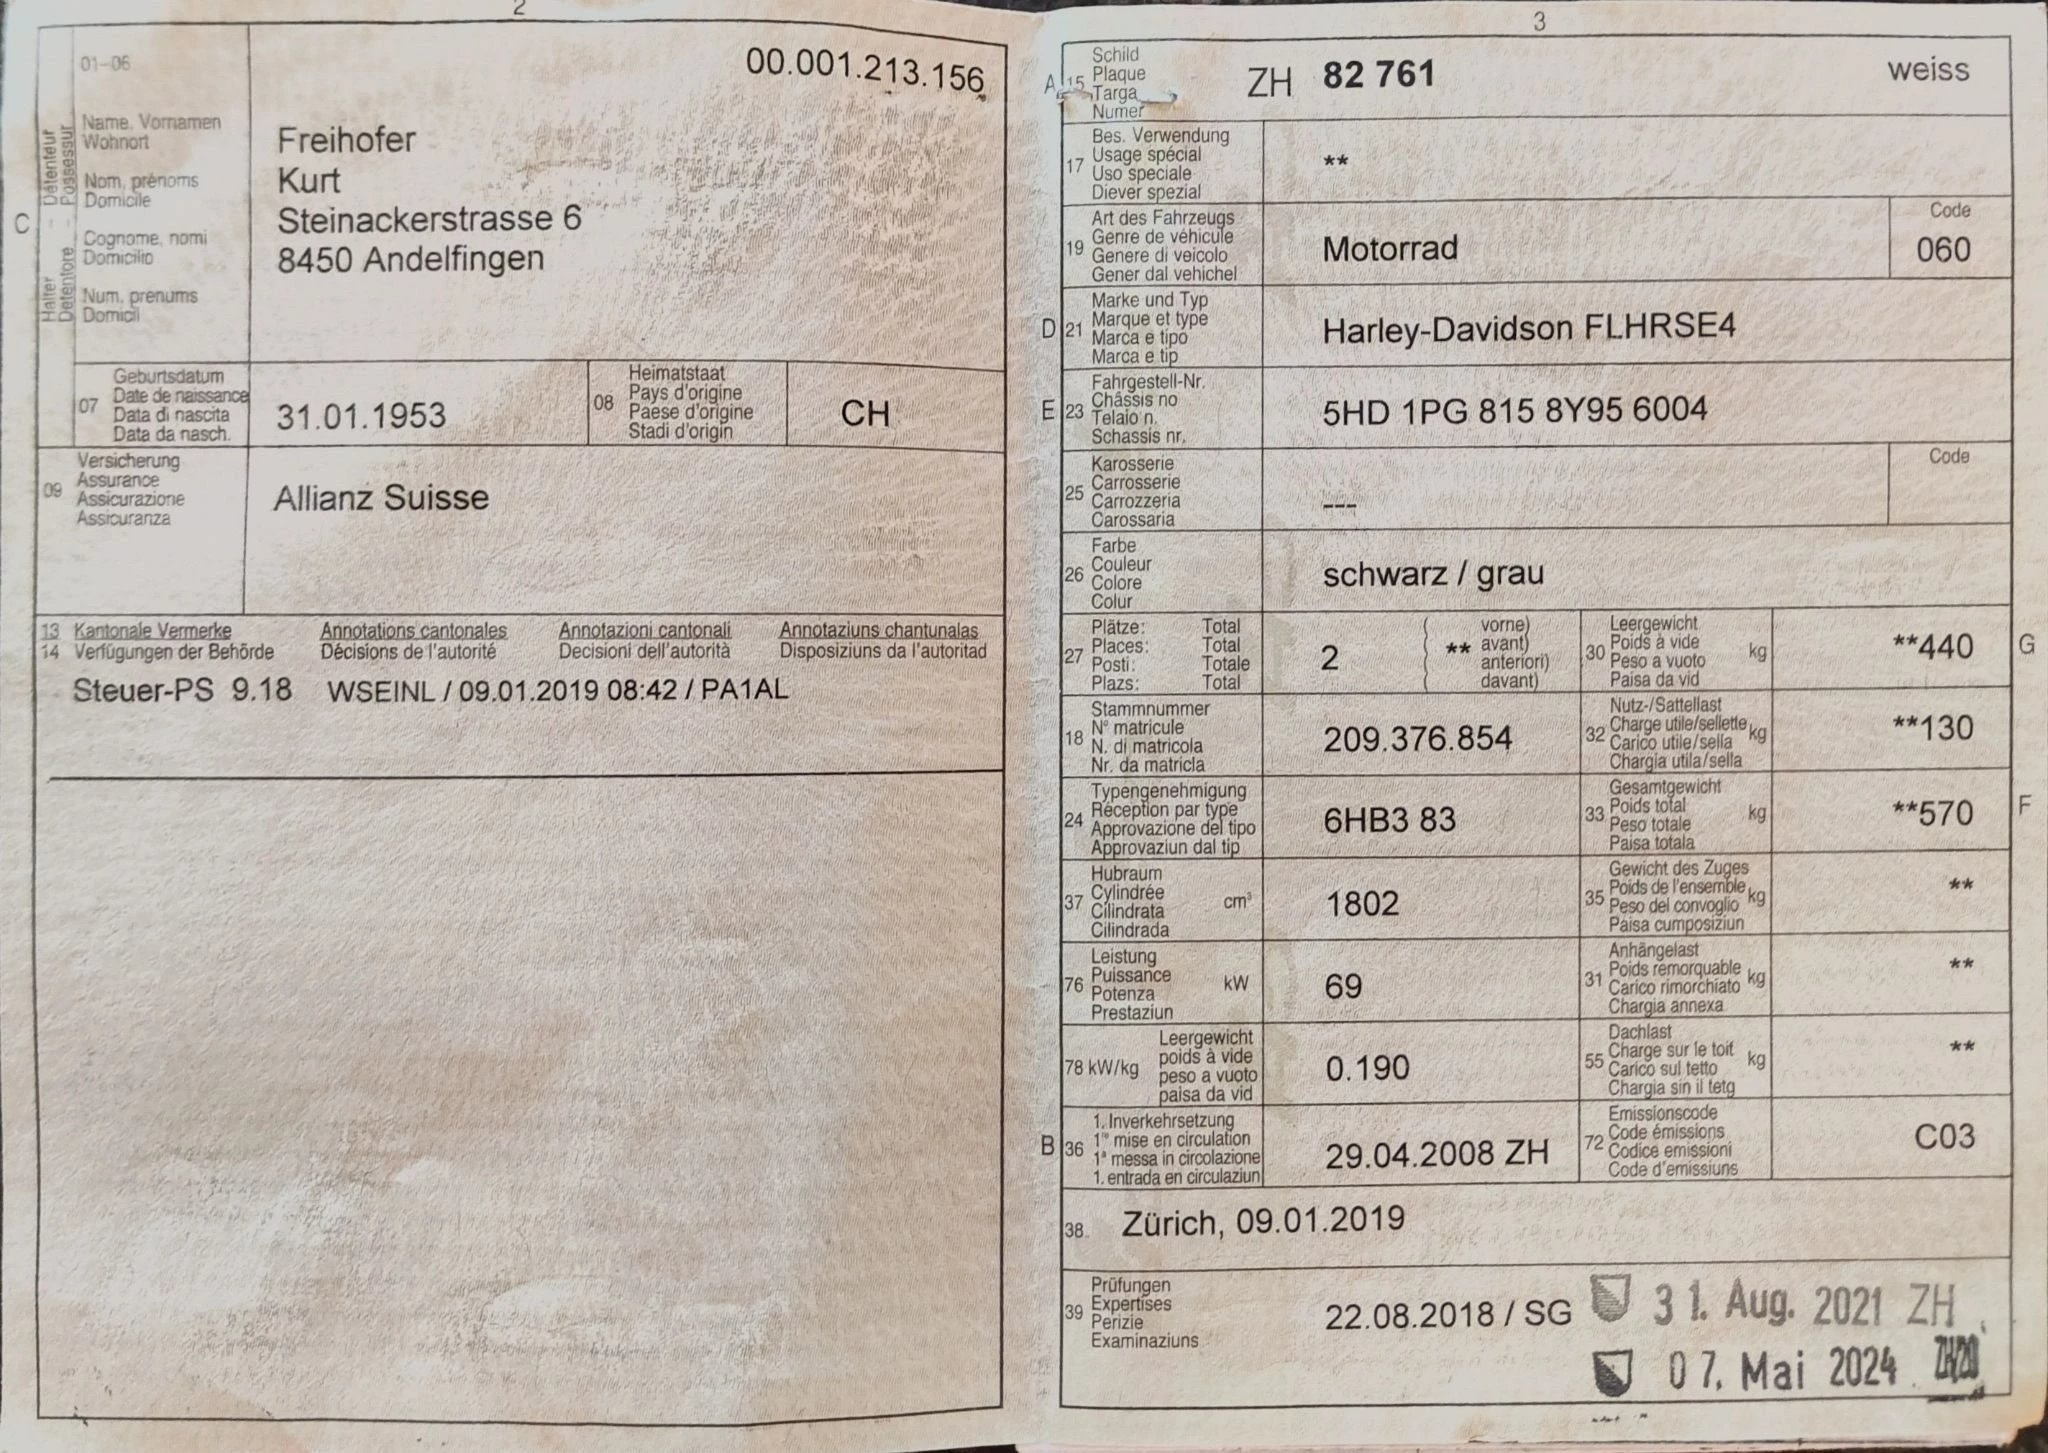 2
01-06
00.001.213.156
C
Halter - Détenteur
Detentore - Possessur
Name, Vornamen
Wohnort
Nom, prénoms
Domicile
Cognome, nomi
Domicilio
Num, prenums
Domicil
Freihofer
Kurt
Steinackerstrasse 6
8450 Andelfingen
07
Geburtsdatum
Date de naissance
Data di nascita
Data da nasch.
31.01.1953
08
Heimatstaat
Pays d'origine
Paese d'origine
Stadi d'origin
CH
09
Versicherung
Assurance
Assicurazione
Assicuranza
Allianz Suisse
13 Kantonale Vermerke Annotations cantonales Annotazioni cantonali Annotaziuns chantunalas
14 Verfügungen der Behörde Décisions de l'autorité Decisioni dell'autorità Disposiziuns da l'autoritad
Steuer-PS 9.18 WSEINL / 09.01.2019 08:42 / PA1AL
3
A 15
Schild
Plaque
Targa
Numer
ZH 82 761 weiss
17
Bes. Verwendung
Usage spécial
Uso speciale
Diever spezial
**
19
Art des Fahrzeugs
Genre de véhicule
Genere di veicolo
Gener dal vehichel
Motorrad
Code
060
D 21
Marke und Typ
Marque et type
Marca e tipo
Marca e tip
Harley-Davidson FLHRSE4
E 23
Fahrgestell-Nr.
Châssis no
Telaio n.
Schassis nr.
5HD 1PG 815 8Y95 6004
25
Karosserie
Carrosserie
Carrozzeria
Carossaria
---
Code
26
Farbe
Couleur
Colore
Colur
schwarz / grau
27
Plätze: Total
Places: Total
Posti: Totale
Plazs: Total
2
( vorne)
( ** avant)
( anteriori)
( davant)
30
Leergewicht
Poids à vide
Peso a vuoto
Paisa da vid
kg
**440
G
18
Stammnummer
N° matricule
N. di matricola
Nr. da matricla
209.376.854
32
Nutz-/Sattellast
Charge utile/sellette
Carico utile/sella
Chargia utila/sella
kg
**130
24
Typengenehmigung
Réception par type
Approvazione del tipo
Approvaziun dal tip
6HB3 83
33
Gesamtgewicht
Poids total
Peso totale
Paisa totala
kg
**570
F
37
Hubraum
Cylindrée
Cilindrata
Cilindrada
cm³
1802
35
Gewicht des Zuges
Poids de l'ensemble
Peso del convoglio
Paisa cumposiziun
kg
**
76
Leistung
Puissance
Potenza
Prestaziun
kW
69
31
Anhängelast
Poids remorquable
Carico rimorchiato
Chargia annexa
kg
**
78 kW/kg
Leergewicht
poids à vide
peso a vuoto
paisa da vid
0.190
55
Dachlast
Charge sur le toit
Carico sul tetto
Chargia sin il tetg
kg
**
B 36
1. Inverkehrsetzung
1re mise en circulation
1a messa in circolazione
1. entrada en circulaziun
29.04.2008 ZH
72
Emissionscode
Code émissions
Codice emissioni
Code d'emissiuns
C03
38
Zürich, 09.01.2019
39
Prüfungen
Expertises
Perizie
Examinaziuns
22.08.2018 / SG
31. Aug. 2021 ZH
07. Mai 2024